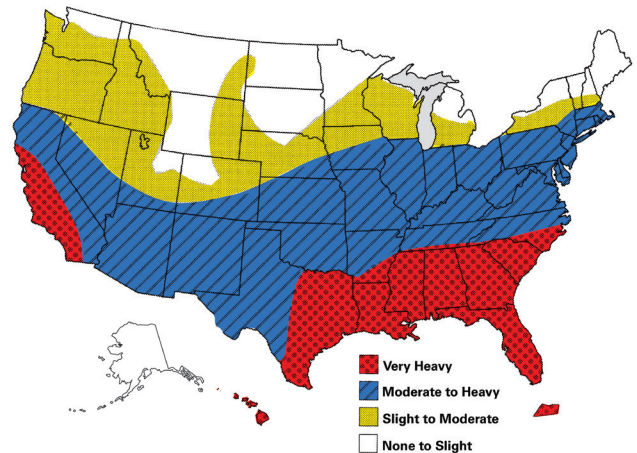 Very Heavy
Moderate to Heavy
Slight to Moderate
None to Slight